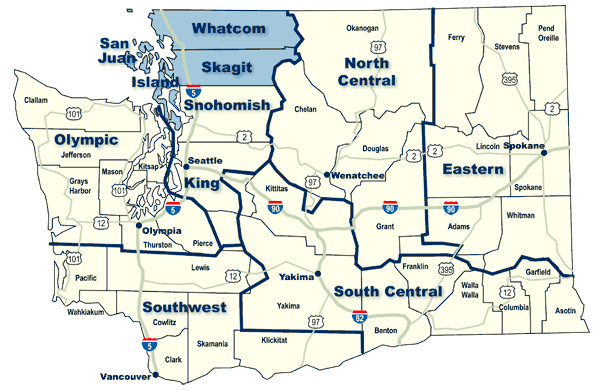 Whatcom
San
Juan
Skagit
Island
Snohomish
5
Okanogan
97
North
Central
Chelan
Ferry
Stevens
Pend
Oreille
395
2
Clallam
101
Olympic
Jefferson
Mason
Kitsap
101
Grays
Harbor
12
Seattle
King
5
2
Olympia
Thurston
Pierce
Douglas
2
Wenatchee
97
Kittitas
90
90
Grant
2
Lincoln
Spokane
Eastern
Spokane
90
Adams
Whitman
101
Pacific
Lewis
12
Wahkiakum
Southwest
Cowlitz
5
Clark
Vancouver
Skamania
Yakima
Yakima
97
Klickitat
South Central
82
Benton
Franklin
395
Walla
Walla
12
Columbia
Garfield
Asotin